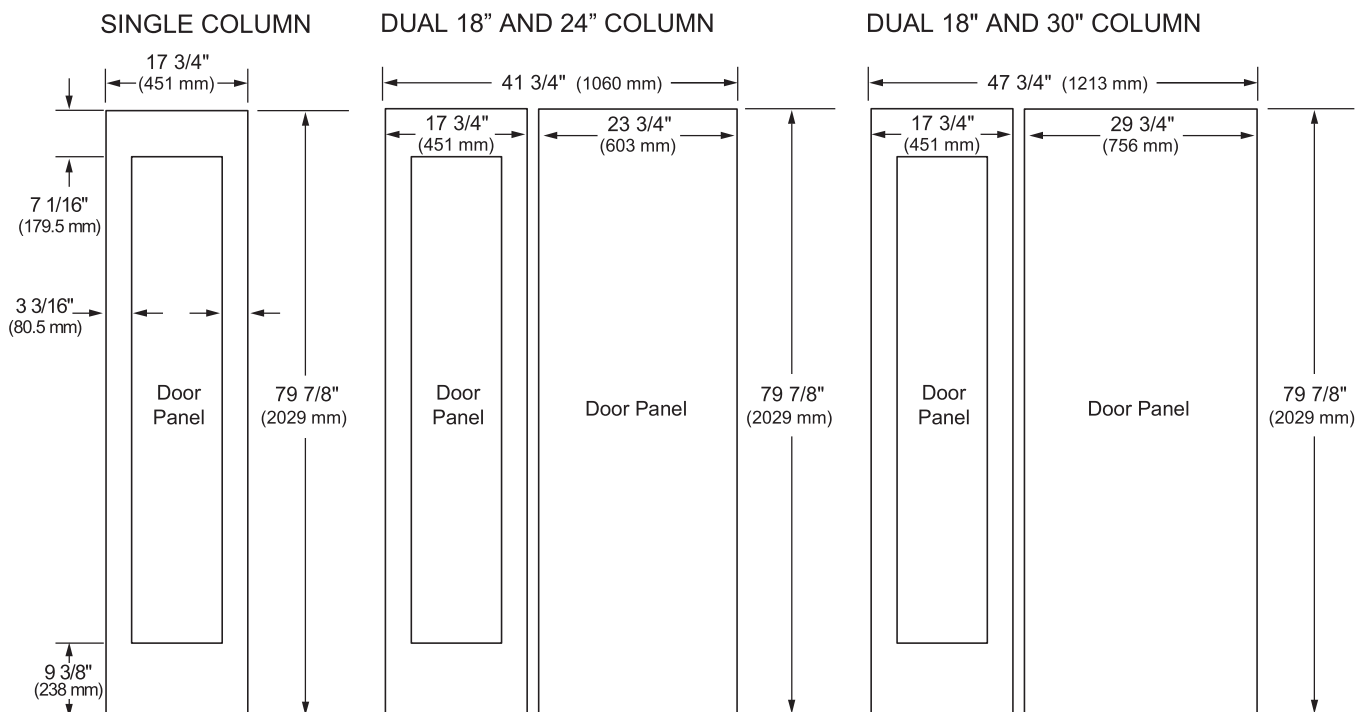 SINGLE COLUMN
17 3/4"
(451 mm)
7 1/16"
(179.5 mm)
3 3/16"
(80.5 mm)
Door
Panel
79 7/8"
(2029 mm)
9 3/8"
(238 mm)
DUAL 18” AND 24” COLUMN
41 3/4" (1060 mm)
17 3/4"
(451 mm)
23 3/4"
(603 mm)
Door
Panel
Door Panel
79 7/8"
(2029 mm)
DUAL 18" AND 30" COLUMN
47 3/4" (1213 mm)
17 3/4"
(451 mm)
29 3/4"
(756 mm)
Door
Panel
Door Panel
79 7/8"
(2029 mm)